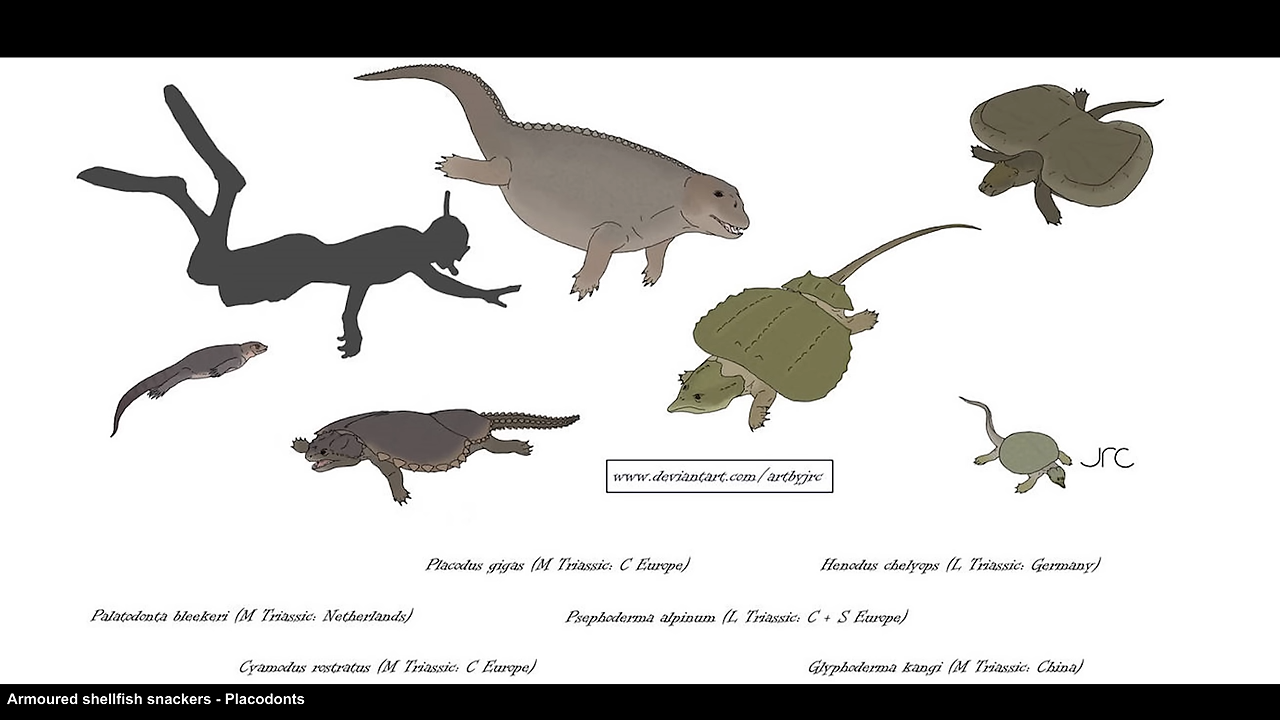 JrC
www.deviantart.com/artbyjrc
Placodus gigas (M Triassic: C Europe)
Henodus chelyops (L Triassic: Germany)
Palatodonta bleekeri (M Triassic: Netherlands)
Psephoderma alpinum (L Triassic: C + S Europe)
Cyamodus rostratus (M Triassic: C Europe)
Glyphoderma kangi (M Triassic: China)
Armoured shellfish snackers - Placodonts